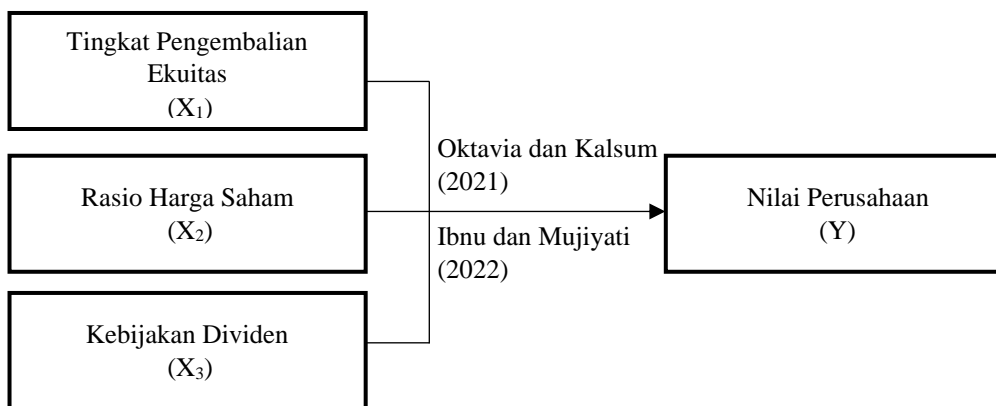 Tingkat Pengembalian
Ekuitas
(X₁)
Oktavia dan Kalsum
(2021)
Rasio Harga Saham
(X₂)
Nilai Perusahaan
(Y)
Ibnu dan Mujiyati
(2022)
Kebijakan Dividen
(X₃)